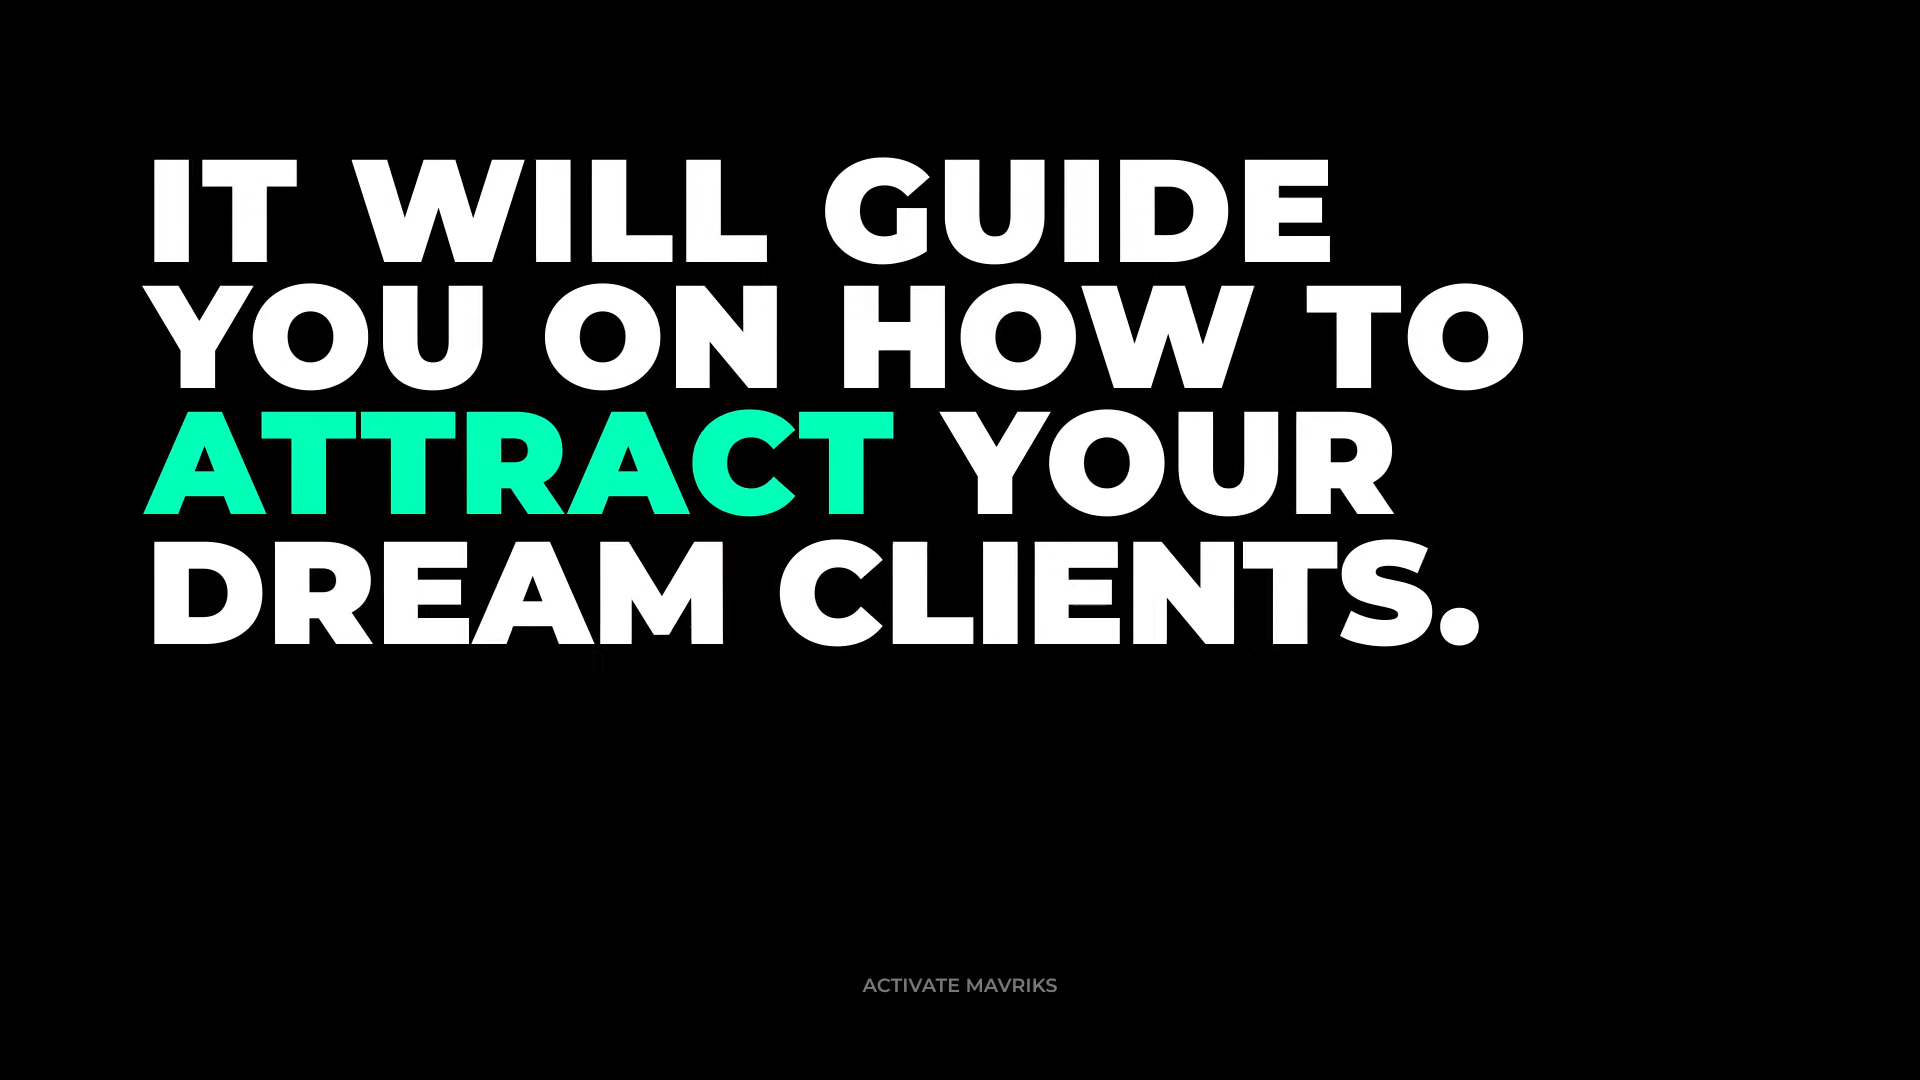 IT WILL GUIDE
YOU ON HOW TO
ATTRACT YOUR
DREAM CLIENTS.
ACTIVATE MAVRIKS